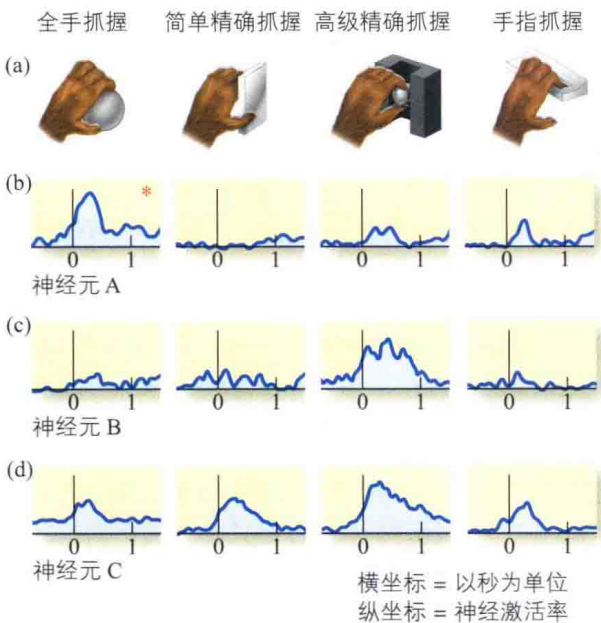 全手抓握 简单精确抓握 高级精确抓握 手指抓握
(a)
(b)
*
0 1 0 1 0 1 0 1
神经元 A
(c)
0 1 0 1 0 1 0 1
神经元 B
(d)
0 1 0 1 0 1 0 1
神经元 C
横坐标 = 以秒为单位
纵坐标 = 神经激活率